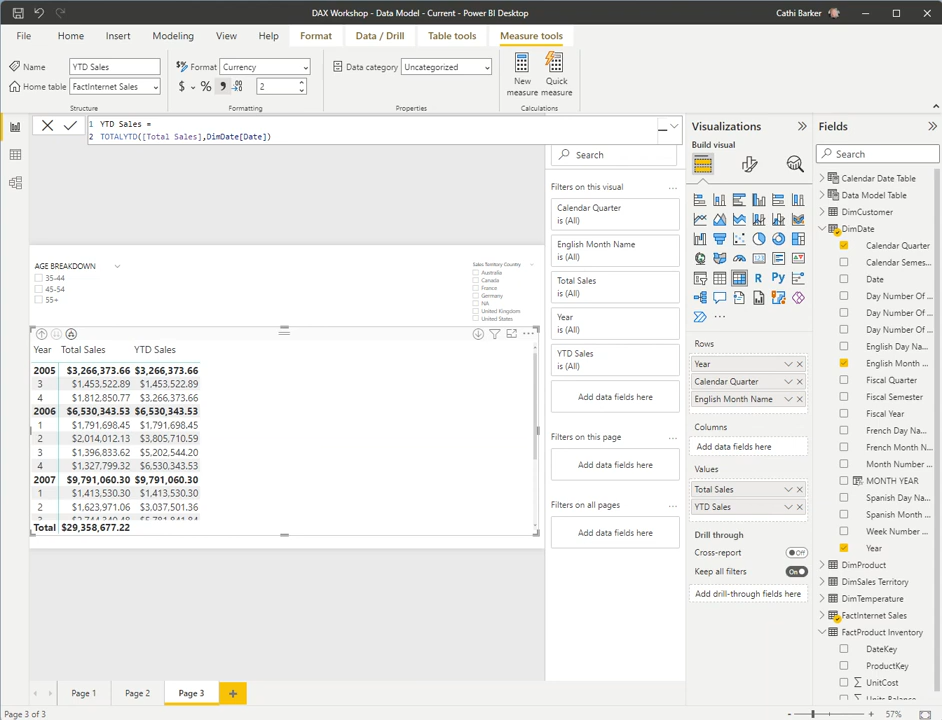 DAX Workshop - Data Model - Current - Power BI Desktop
Cathi Barker
File Home Insert Modeling View Help Format Data / Drill Table tools Measure tools
Name YTD Sales
Home table FactInternet Sales
Structure
Format Currency
$ % 2
Formatting
Data category Uncategorized
Properties
New measure
Quick measure
Calculations
1 YTD Sales =
2 TOTALYTD([Total Sales],DimDate[Date])
AGE BREAKDOWN
35-44
45-54
55+
Sales Territory Country
Australia
Canada
France
Germany
NA
United Kingdom
United States
Year Total Sales YTD Sales
2005 $3,266,373.66 $3,266,373.66
3 $1,453,522.89 $1,453,522.89
4 $1,812,850.77 $3,266,373.66
2006 $6,530,343.53 $6,530,343.53
1 $1,791,698.45 $1,791,698.45
2 $2,014,012.13 $3,805,710.59
3 $1,396,833.62 $5,202,544.20
4 $1,327,799.32 $6,530,343.53
2007 $9,791,060.30 $9,791,060.30
1 $1,413,530.30 $1,413,530.30
2 $1,623,971.06 $3,037,501.36
Total $29,358,677.22
Search
Filters on this visual ...
Calendar Quarter
is (All)
English Month Name
is (All)
Total Sales
is (All)
Year
is (All)
YTD Sales
is (All)
Add data fields here
Filters on this page ...
Add data fields here
Filters on all pages ...
Add data fields here
Visualizations
Build visual
R Py
...
Rows
Year
Calendar Quarter
English Month Name
Columns
Add data fields here
Values
Total Sales
YTD Sales
Drill through
Cross-report Off
Keep all filters On
Add drill-through fields here
Fields
Search
Calendar Date Table
Data Model Table
DimCustomer
DimDate
Calendar Quarter
Calendar Semes...
Date
Day Number Of ...
Day Number Of ...
Day Number Of ...
English Day Na...
English Month ...
Fiscal Quarter
Fiscal Semester
Fiscal Year
French Day Na...
French Month N...
Month Number ...
MONTH YEAR
Spanish Day Na...
Spanish Month ...
Week Number ...
Year
DimProduct
DimSales Territory
DimTemperature
FactInternet Sales
FactProduct Inventory
DateKey
ProductKey
UnitCost
Units Balance
Page 1 Page 2 Page 3 +
Page 3 of 3
- + 57%